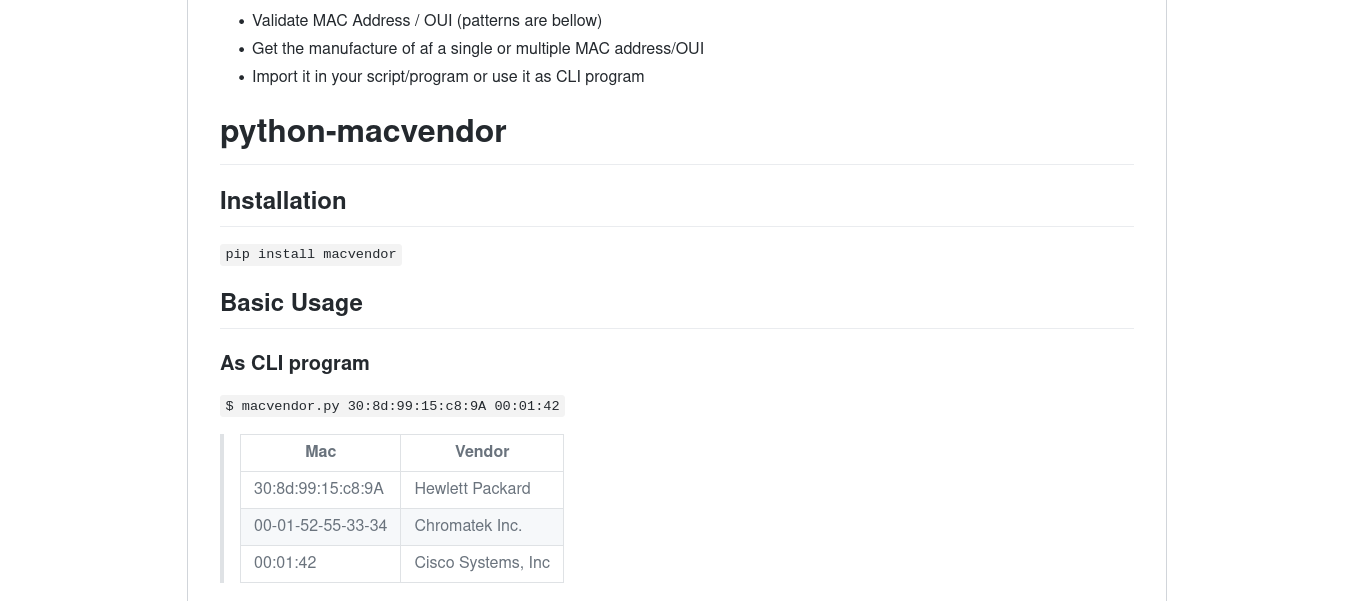 Validate MAC Address / OUI (patterns are bellow)
Get the manufacture of af a single or multiple MAC address/OUI
Import it in your script/program or use it as CLI program
python-macvendor
Installation
pip install macvendor
Basic Usage
As CLI program
$ macvendor.py 30:8d:99:15:c8:9A 00:01:42
Mac Vendor
30:8d:99:15:c8:9A Hewlett Packard
00-01-52-55-33-34 Chromatek Inc.
00:01:42 Cisco Systems, Inc